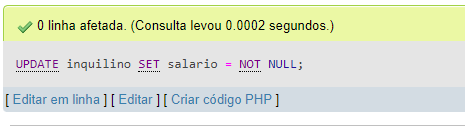 0 linha afetada. (Consulta levou 0.0002 segundos.)
UPDATE inquilino SET salario = NOT NULL;
[ Editar em linha ] [ Editar ] [ Criar código PHP ]